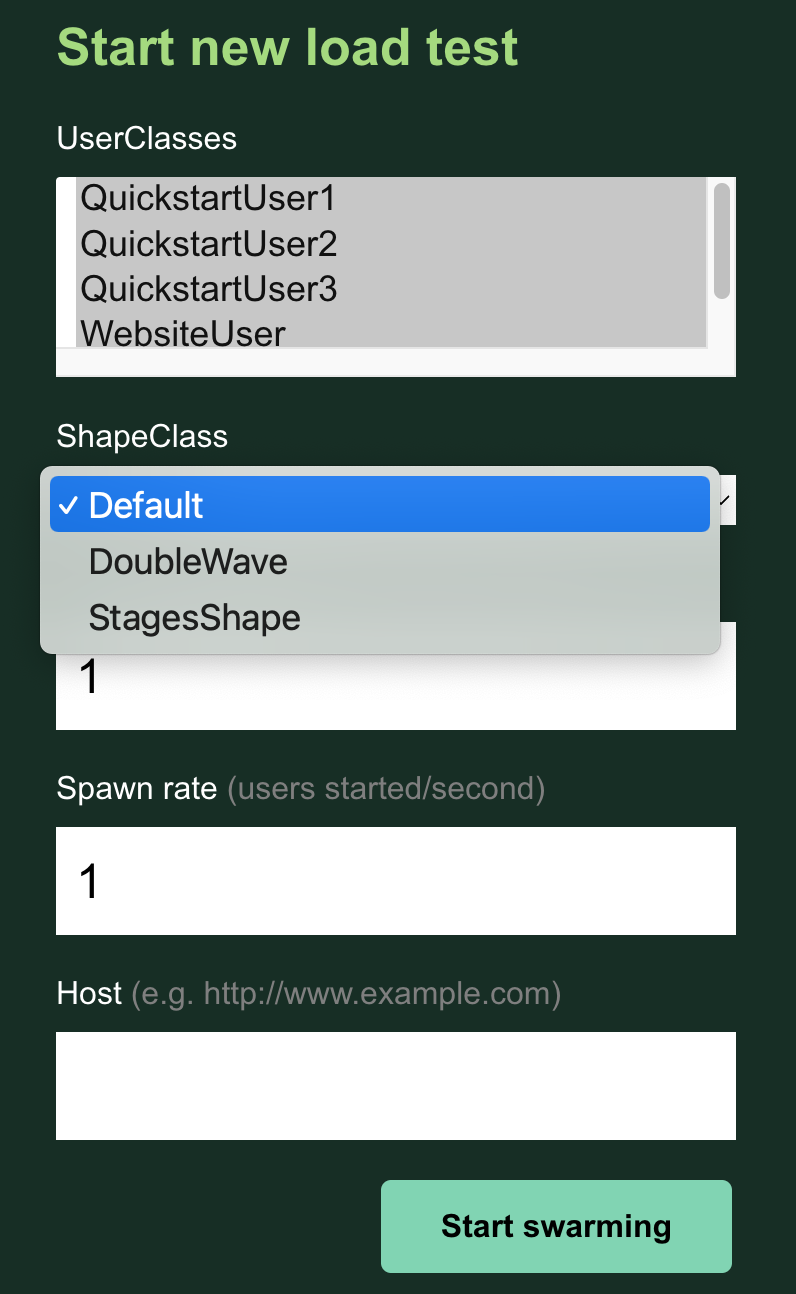 Start new load test
UserClasses
QuickstartUser1
QuickstartUser2
QuickstartUser3
WebsiteUser
ShapeClass
✓ Default
DoubleWave
StagesShape
1
Spawn rate (users started/second)
1
Host (e.g. http://www.example.com)
Start swarming